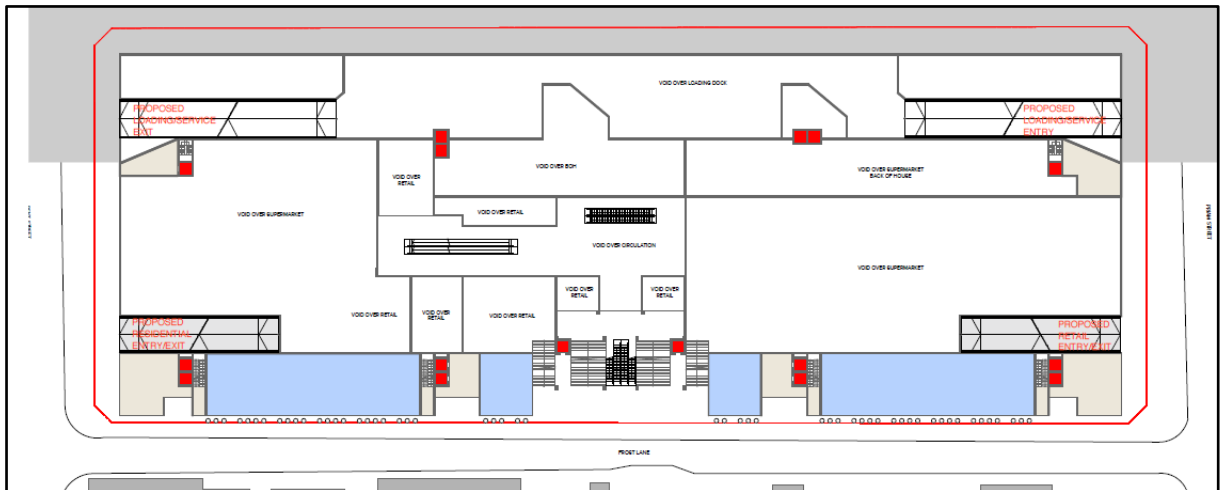 VOID OVER LOADING DOCK
PROPOSED
LOADING/SERVICE
EXIT
PROPOSED
LOADING/SERVICE
ENTRY
VOID OVER BOH
VOID OVER SUPERMARKET
BACK OF HOUSE
VOID OVER
RETAIL
VOID OVER SUPERMARKET
VOID OVER RETAIL
VOID OVER CIRCULATION
VOID OVER SUPERMARKET
VOID OVER
RETAIL
VOID OVER
RETAIL
VOID OVER RETAIL
VOID OVER
RETAIL
VOID OVER RETAIL
PROPOSED
RESIDENTIAL
ENTRY/EXIT
PROPOSED
RETAIL
ENTRY/EXIT
FROST LANE